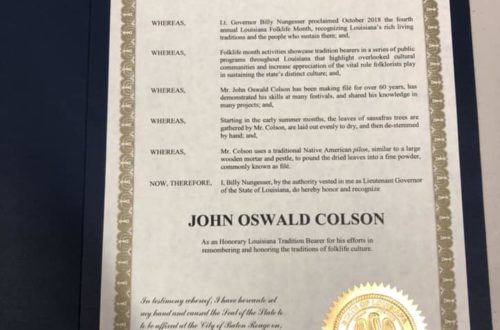 WHEREAS, Lt. Governor Billy Nungesser proclaimed October 2018 the fourth
annual Louisiana Folklife Month, recognizing Louisiana's rich living
traditions and the people who sustain them; and,
WHEREAS, Folklife month activities showcase tradition bearers in a series of public
programs throughout Louisiana that highlight overlooked cultural
communities and increase appreciation of the vital role folklorists play
in sustaining the state's distinct culture; and,
WHEREAS, Mr. John Oswald Colson has been making filé for over 60 years, has
demonstrated his skills at many festivals, and shared his knowledge in
many projects; and,
WHEREAS, Starting in the early summer months, the leaves of sassafras trees are
gathered by Mr. Colson, are laid out evenly to dry, and then de-stemmed
by hand; and,
WHEREAS, Mr. Colson uses a traditional Native American pilon, similar to a large
wooden mortar and pestle, to pound the dried leaves into a fine powder,
commonly known as filé.
NOW, THEREFORE, I, Billy Nungesser, by the authority vested in me as Lieutenant Governor
of the State of Louisiana, do hereby honor and recognize
JOHN OSWALD COLSON
As an Honorary Louisiana Tradition Bearer for his efforts in
remembering and honoring the traditions of folklife culture.
In testimony whereof, I have hereunto set
my hand and caused the Seal of the State to
to be affixed at the City of Baton Rouge on,
OF LOUISIANA